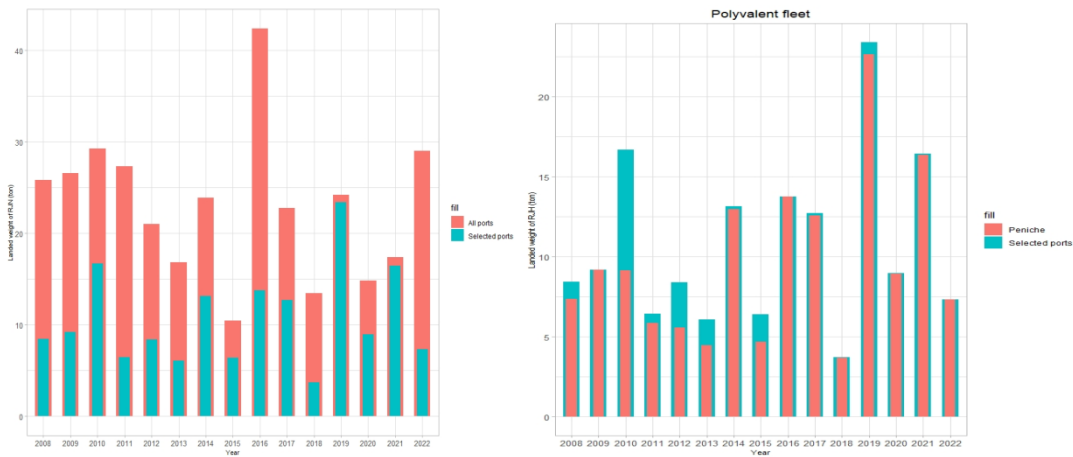 Landed weight of RJN (ton)
40
30
20
10
0
2008 2009 2010 2011 2012 2013 2014 2015 2016 2017 2018 2019 2020 2021 2022
Year
fill
All ports
Selected ports
Polyvalent fleet
Landed weight of RJH (ton)
20
15
10
5
0
2008 2009 2010 2011 2012 2013 2014 2015 2016 2017 2018 2019 2020 2021 2022
Year
fill
Peniche
Selected ports